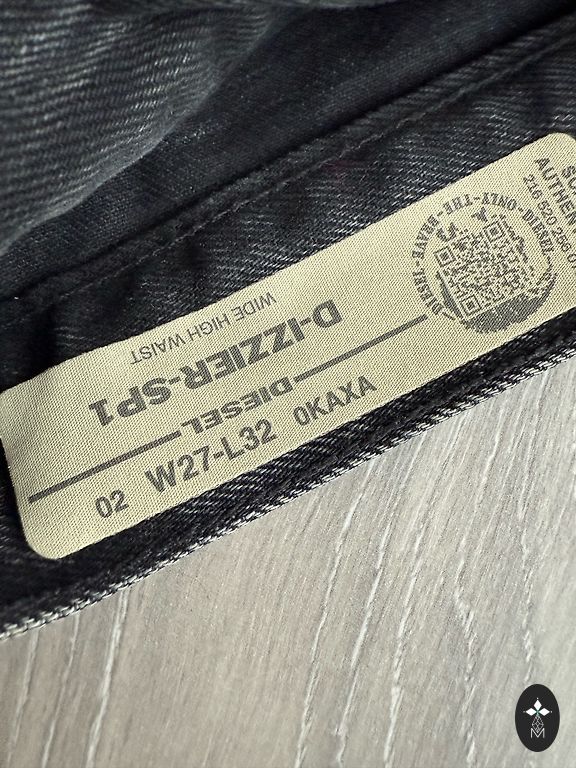 WIDE HIGH WAIST
D-IZZIER-SP1
DIESEL
02 W27-L32 0KAXA
ONLY-THE-BRAVE
DIESEL
M